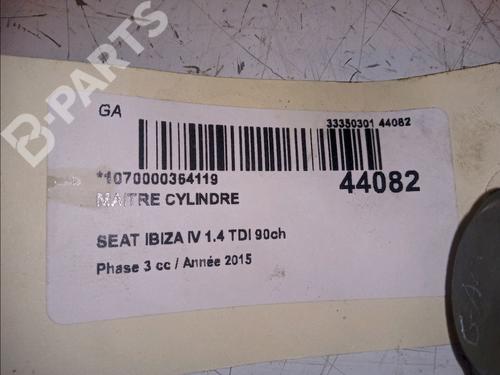 B-PARTS
GA
33350301 44082
*1070000364119
44082
MAITRE CYLINDRE
SEAT IBIZA IV 1.4 TDI 90ch
Phase 3 cc / Année 2015